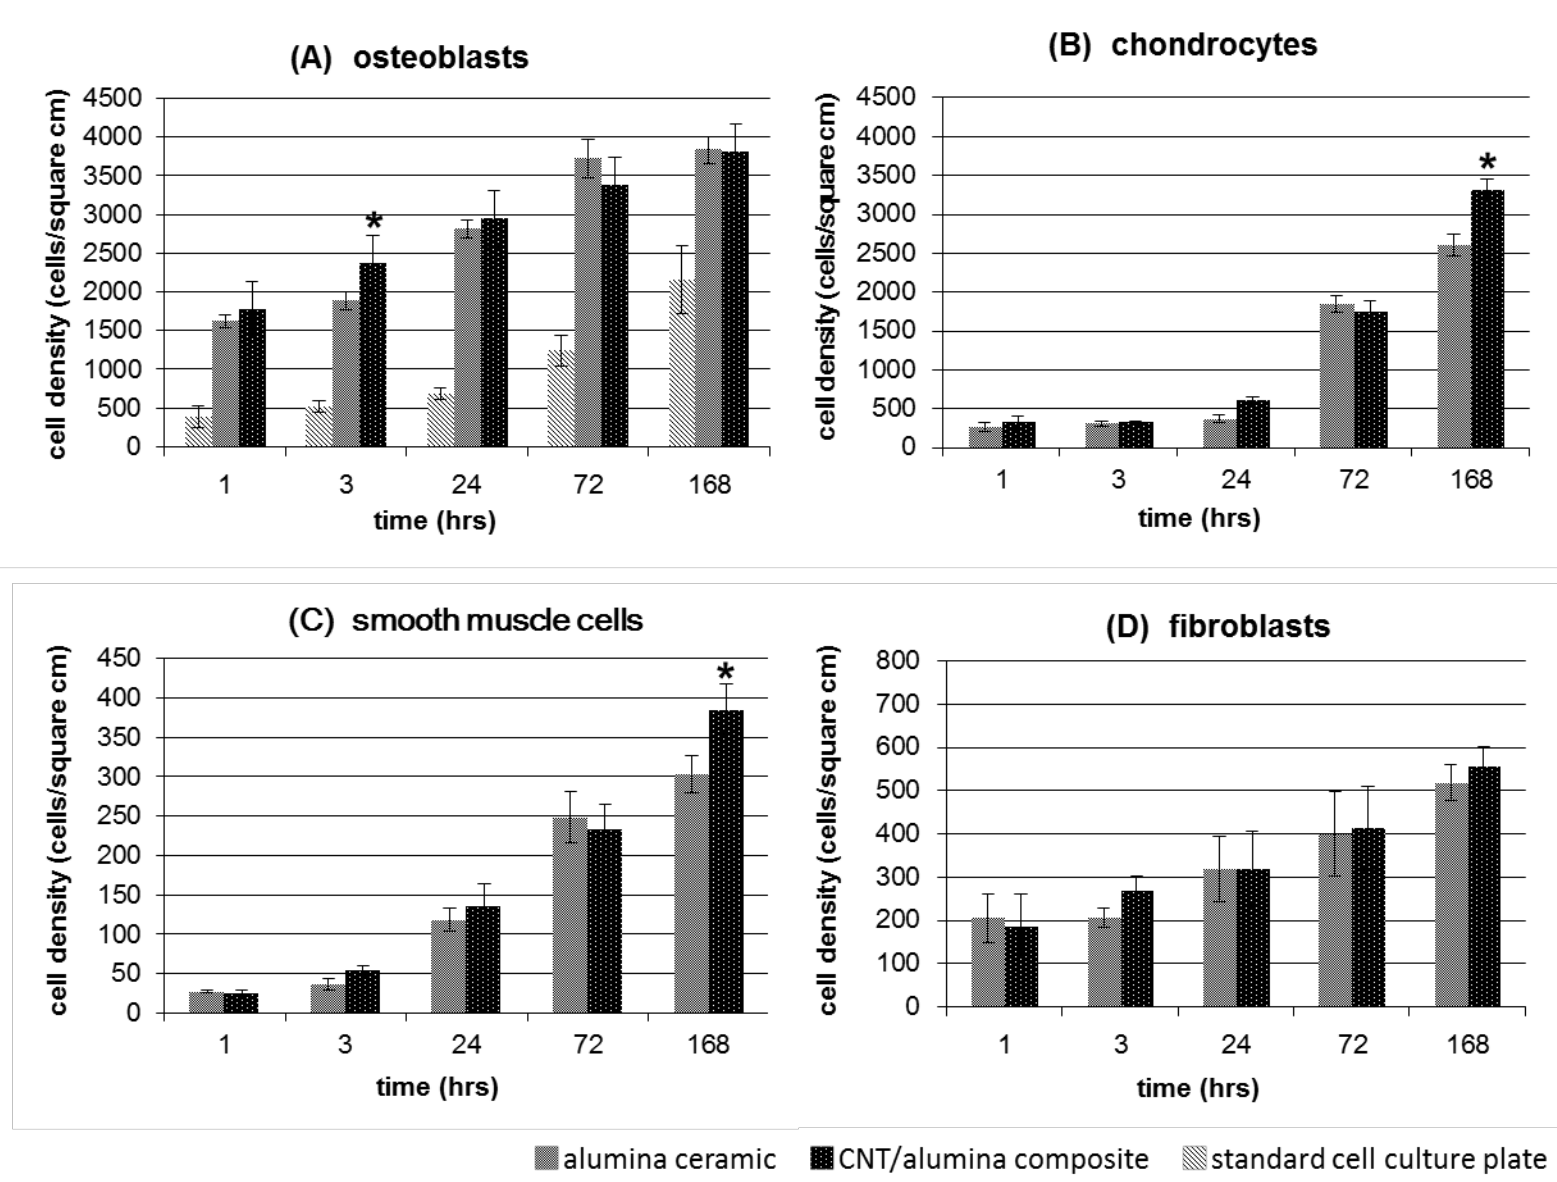 (A) osteoblasts
cell density (cells/square cm)
4500
4000
3500
3000
2500
2000
1500
1000
500
0
*
1 3 24 72 168
time (hrs)
(B) chondrocytes
cell density (cells/square cm)
4500
4000
3500
3000
2500
2000
1500
1000
500
0
*
1 3 24 72 168
time (hrs)
(C) smooth muscle cells
cell density (cells/square cm)
450
400
350
300
250
200
150
100
50
0
*
1 3 24 72 168
time (hrs)
(D) fibroblasts
cell density (cells/square cm)
800
700
600
500
400
300
200
100
0
1 3 24 72 168
time (hrs)
alumina ceramic CNT/alumina composite standard cell culture plate